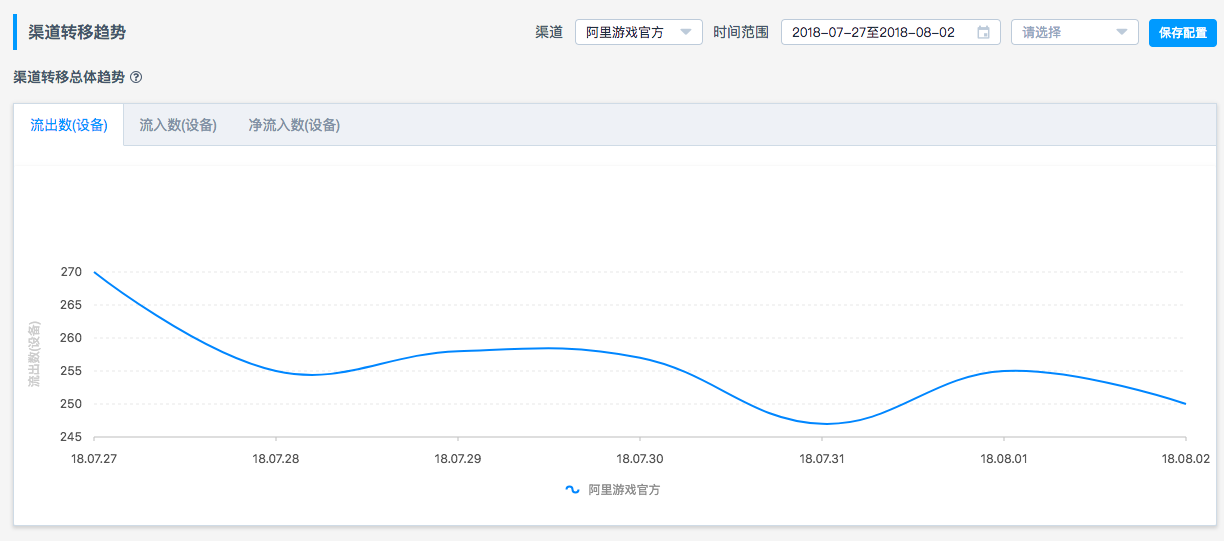 渠道转移趋势 渠道 阿里游戏官方 时间范围 2018-07-27至2018-08-02 请选择 保存配置
渠道转移总体趋势 ?
流出数(设备) 流入数(设备) 净流入数(设备)
流出数(设备)
270
265
260
255
250
245
18.07.27 18.07.28 18.07.29 18.07.30 18.07.31 18.08.01 18.08.02
阿里游戏官方